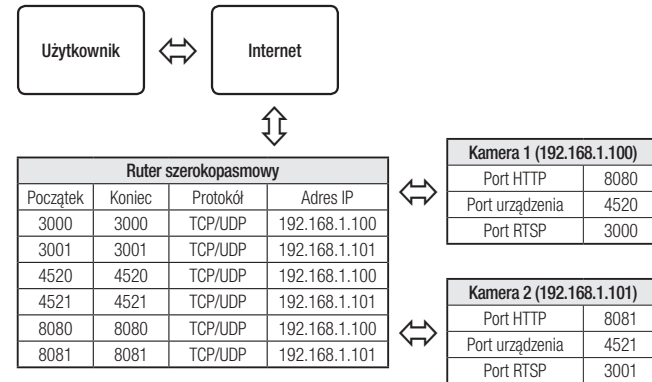 Użytkownik
Internet
Ruter szerokopasmowy
Początek Koniec Protokół Adres IP
3000 3000 TCP/UDP 192.168.1.100
3001 3001 TCP/UDP 192.168.1.101
4520 4520 TCP/UDP 192.168.1.100
4521 4521 TCP/UDP 192.168.1.101
8080 8080 TCP/UDP 192.168.1.100
8081 8081 TCP/UDP 192.168.1.101
Kamera 1 (192.168.1.100)
Port HTTP 8080
Port urządzenia 4520
Port RTSP 3000
Kamera 2 (192.168.1.101)
Port HTTP 8081
Port urządzenia 4521
Port RTSP 3001